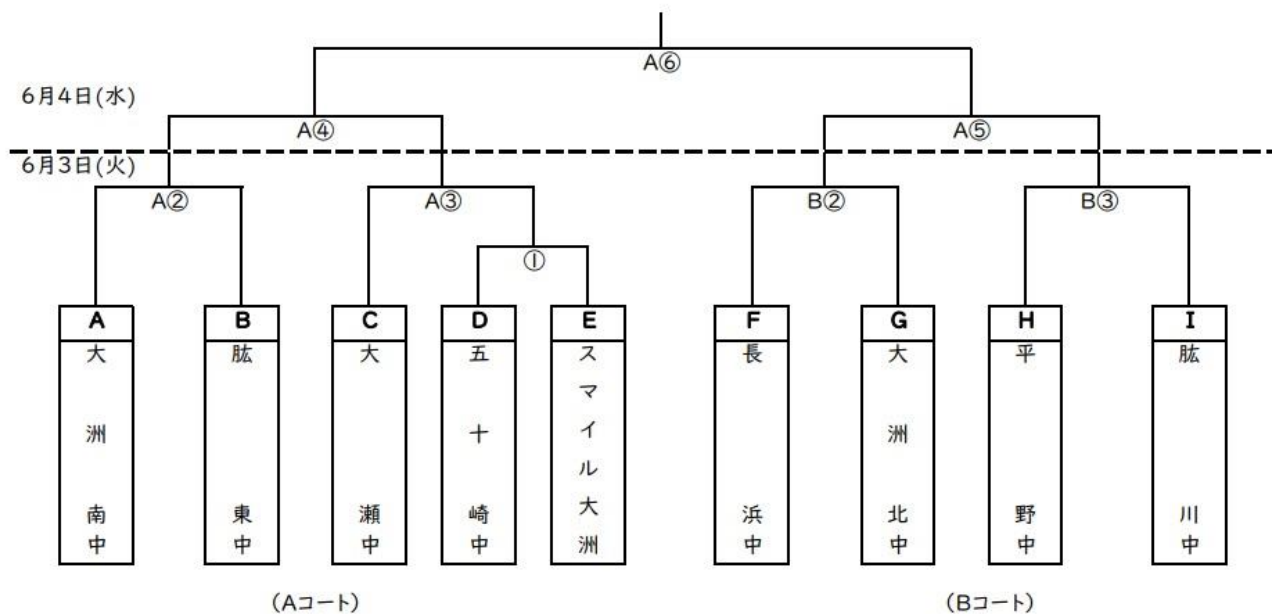 A⑥
6月4日(水)
A④
A⑤
6月3日(火)
A②
A③
B②
B③
①
A
B
C
D
E
F
G
H
I
大洲南中
肱東中
大瀬中
五十崎中
スマイル大洲
長浜中
大洲北中
平野中
肱川中
(Aコート)
(Bコート)